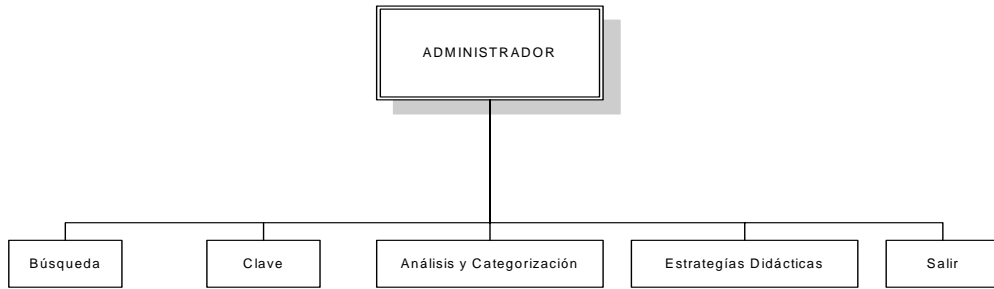 ADMINISTRADOR
Búsqueda
Clave
Análisis y Categorización
Estrategías Didácticas
Salir